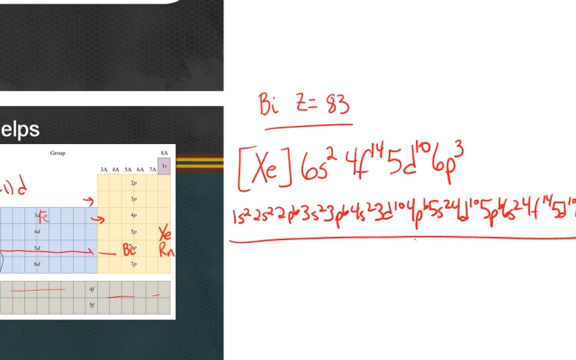 elps
Group
8A
3A 4A 5A 6A 7A 1s
2p
3p
4p
3d Fe
4d
5d
6d
Bi
Xe
Rn
7p
4f
5f
Bi Z = 83
[Xe] 6s² 4f¹⁴ 5d¹⁰ 6p³
1s² 2s² 2p⁶ 3s² 3p⁶ 4s² 3d¹⁰ 4p⁶ 5s² 4d¹⁰ 5p⁶ 6s² 4f¹⁴ 5d¹⁰